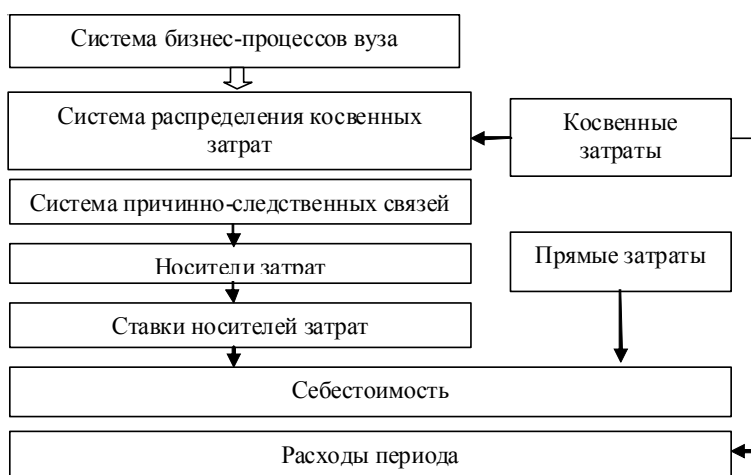 Система бизнес-процессов вуза
Система распределения косвенных
затрат
Косвенные
затраты
Система причинно-следственных связей
Носители затрат
Прямые затраты
Ставки носителей затрат
Себестоимость
Расходы периода